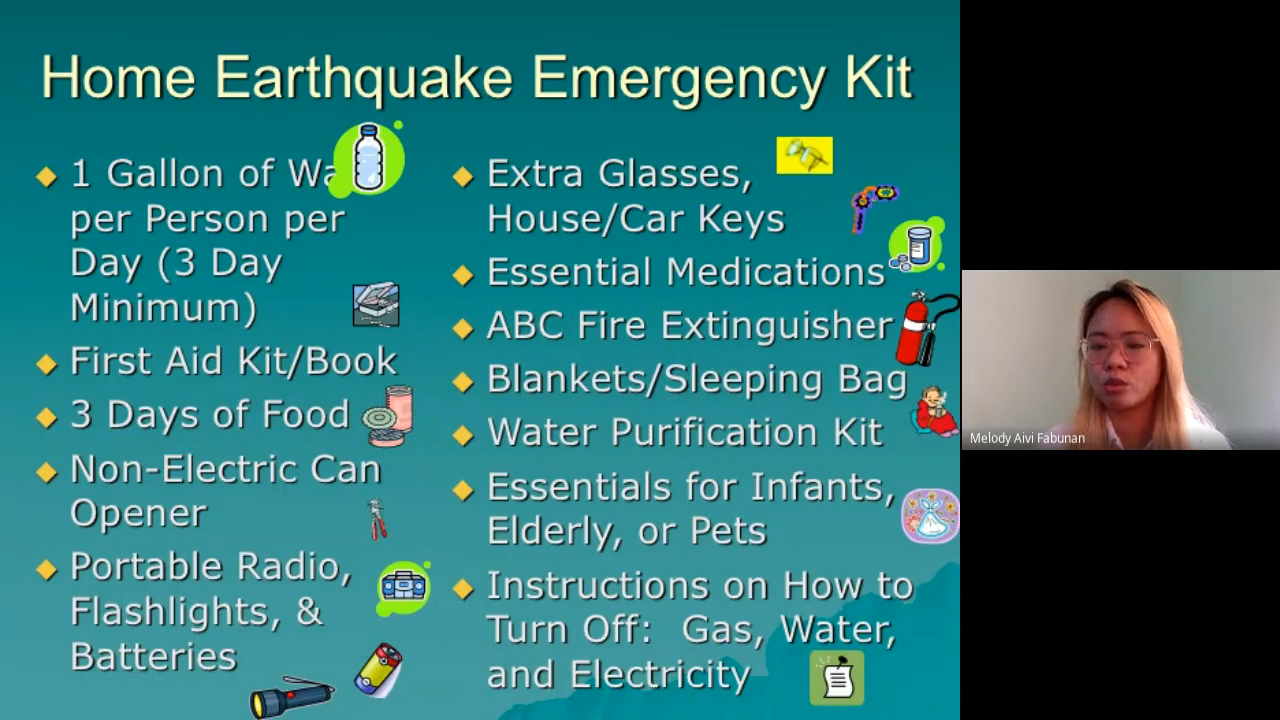 Home Earthquake Emergency Kit
1 Gallon of
per Person per
Day (3 Day
Minimum)
First Aid Kit/Book
3 Days of Food
Non-Electric Can
Opener
Portable Radio,
Flashlights, &
Batteries
Extra Glasses,
House/Car Keys
Essential Medications
ABC Fire Extinguisher
Blankets/Sleeping Bag
Water Purification Kit
Essentials for Infants,
Elderly, or Pets
Instructions on How to
Turn Off: Gas, Water,
and Electricity
Melody Aivi Fabunan